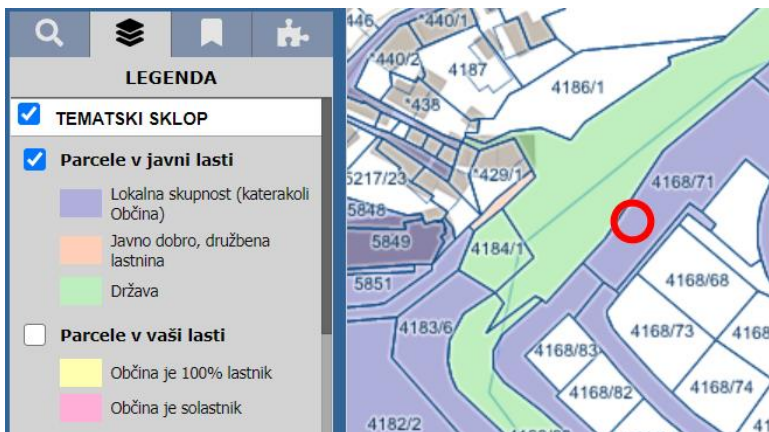 LEGENDA
TEMATSKI SKLOP
Parcele v javni lasti
Lokalna skupnost (katerakoli
Občina)
Javno dobro, družbena
lastnina
Država
Parcele v vaši lasti
Občina je 100% lastnik
Občina je solastnik
446
*440/1
*440/2
4187
4186/1
*438
5217/23
*429/1
4168/71
5848
5849
4184/1
5851
4168/68
4183/6
4168/73
4168
4168/83
4168/82
4168/74
4182/2
41